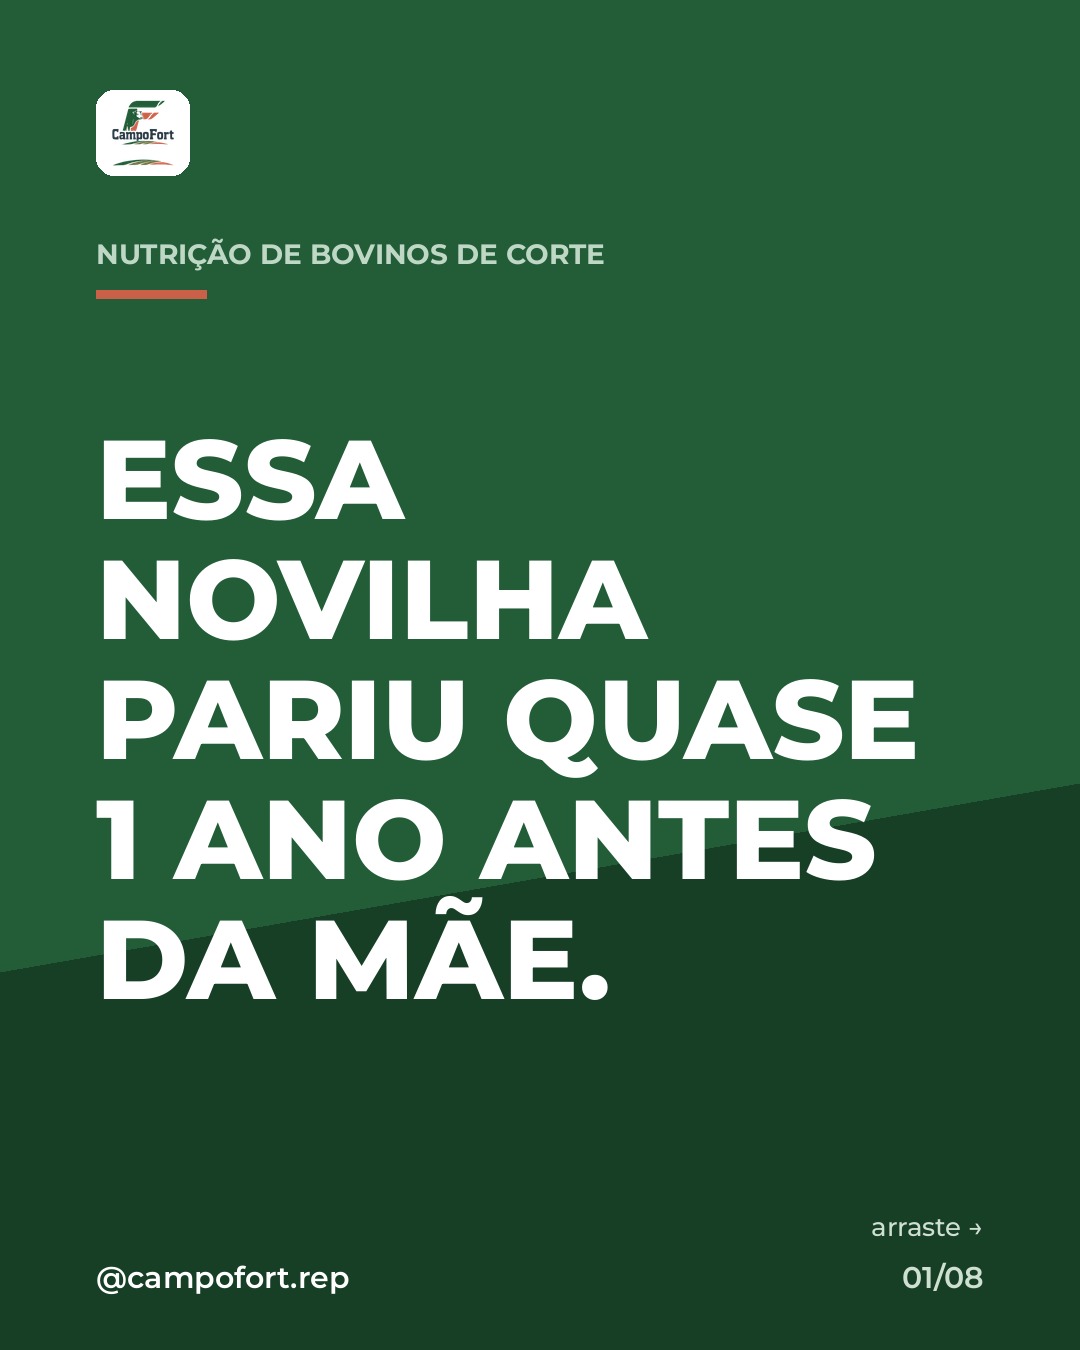 CampoFort
NUTRIÇÃO DE BOVINOS DE CORTE
ESSA
NOVILHA
PARIU QUASE
1 ANO ANTES
DA MÃE.
arraste →
@campofort.rep
01/08